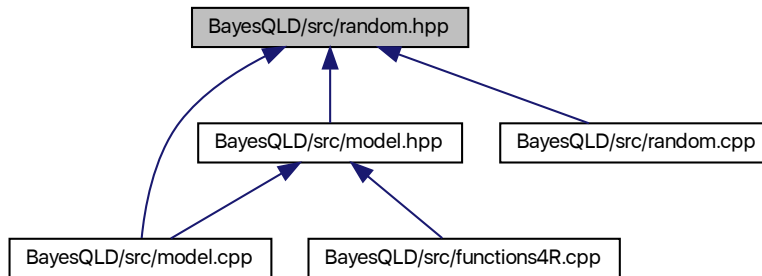 BayesQLD/src/random.hpp
BayesQLD/src/model.hpp
BayesQLD/src/random.cpp
BayesQLD/src/model.cpp
BayesQLD/src/functions4R.cpp